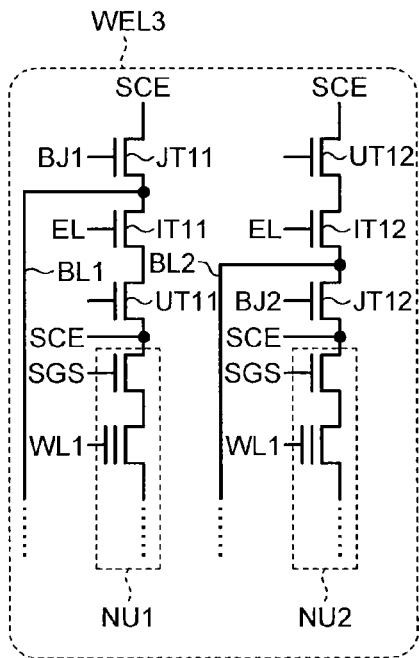 WEL3
SCE SCE
BJ1 JT11 UT12
EL IT11 EL IT12
BL1 BL2
UT11 BJ2 JT12
SCE SCE
SGS SGS
WL1 WL1
NU1 NU2